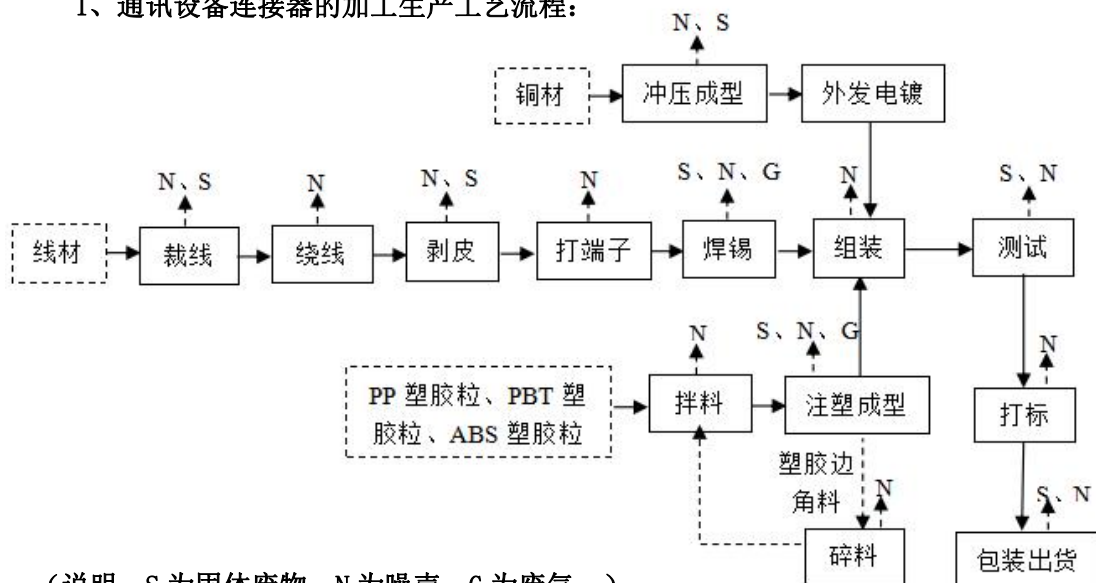 1、通讯设备连接器的加工生产工艺流程：
N、S
铜材
冲压成型
外发电镀
N、S
N
N、S
N
S、N、G
N
S、N
线材
裁线
绕线
剥皮
打端子
焊锡
组装
测试
N
S、N、G
N
PP 塑胶粒、PBT 塑
胶粒、ABS 塑胶粒
拌料
注塑成型
打标
塑胶边
角料
N
S、N
碎料
包装出货
（说明：S 为固体废物，N 为噪声，G 为废气。）